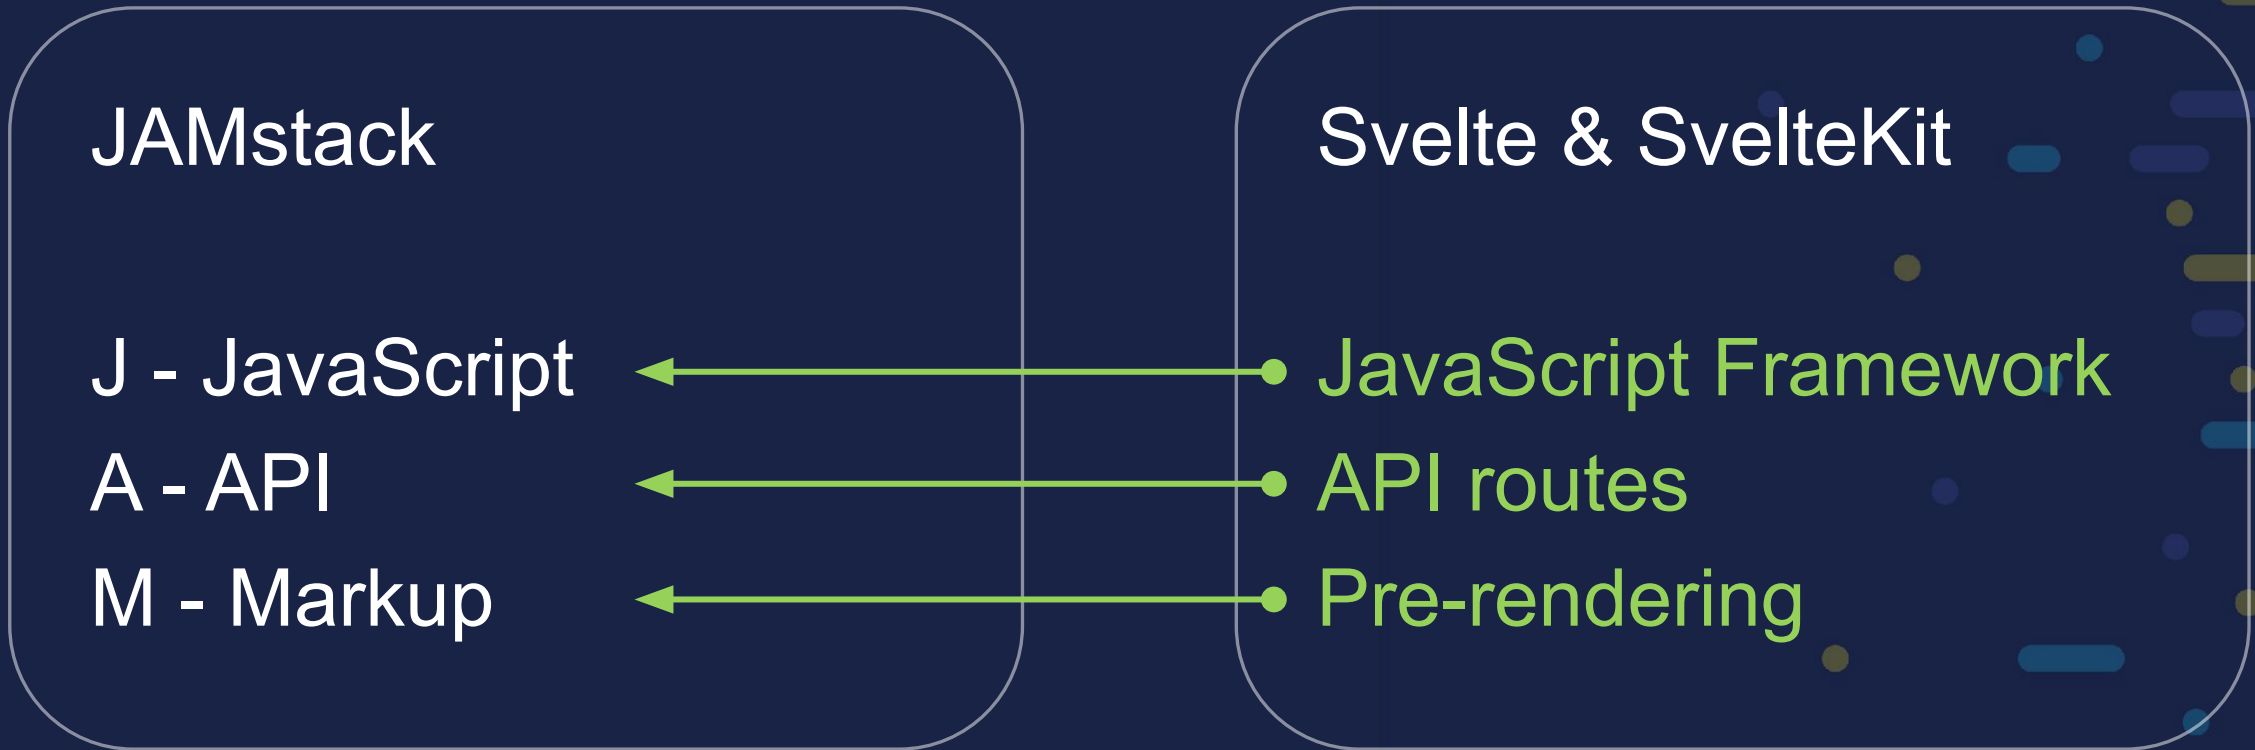 JAMstack
J - JavaScript
A - API
M - Markup
Svelte & SvelteKit
JavaScript Framework
API routes
Pre-rendering